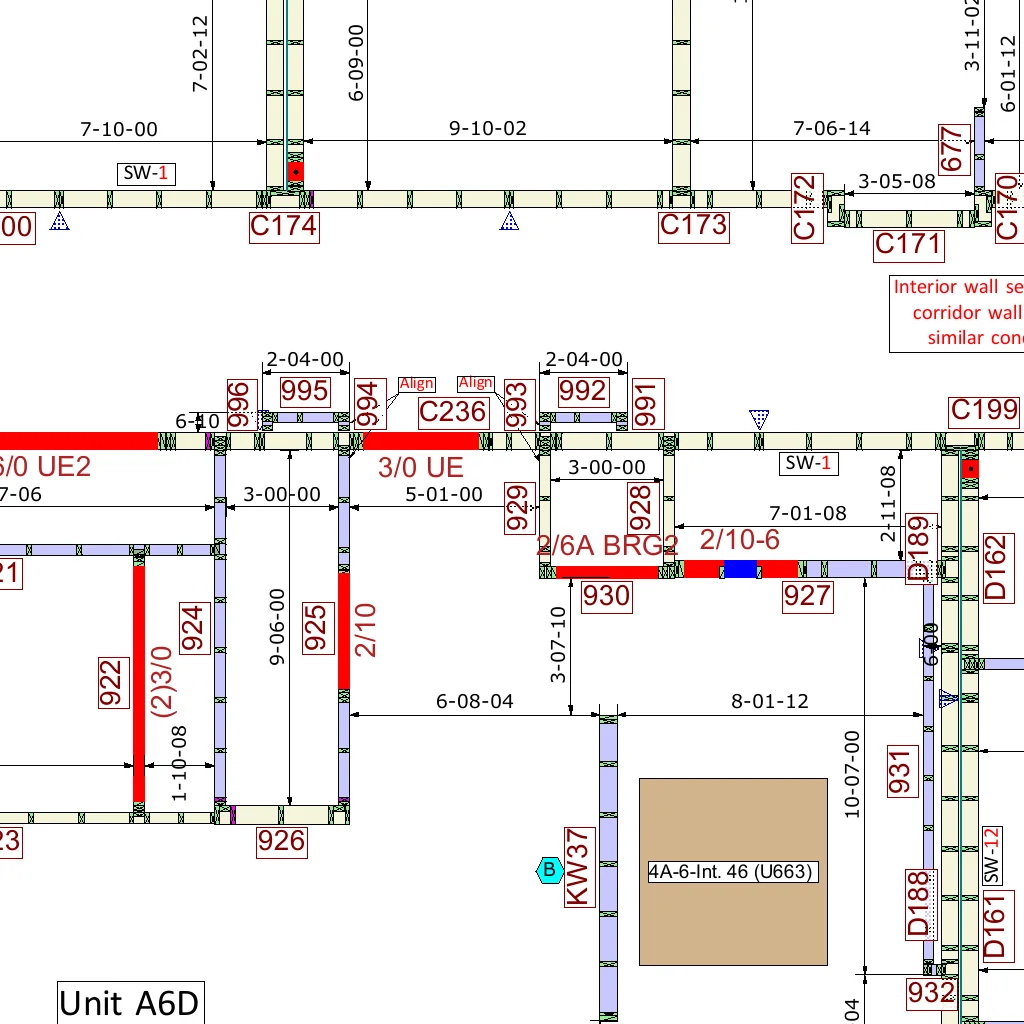 7-02-12
6-09-00
3-11-02
6-01-12
7-10-00
9-10-02
7-06-14
677
SW-1
3-05-08
C172
C170
00
C174
C173
C171
Interior wall se
corridor wall
similar con
2-04-00
2-04-00
996
995
994
Align
Align
993
992
991
C236
C199
6-10
6/0 UE2
3/0 UE
3-00-00
SW-1
7-06
3-00-00
5-01-00
929
928
2-11-08
7-01-08
2/6A BRG2
2/10-6
D189
D162
21
930
927
924
9-06-00
925
2/10
3-07-10
6-00
922
(2)3/0
6-08-04
8-01-12
1-10-08
10-07-00
931
23
926
KW37
B
4A-6-Int. 46 (U663)
SW-12
D188
D161
Unit A6D
932
04